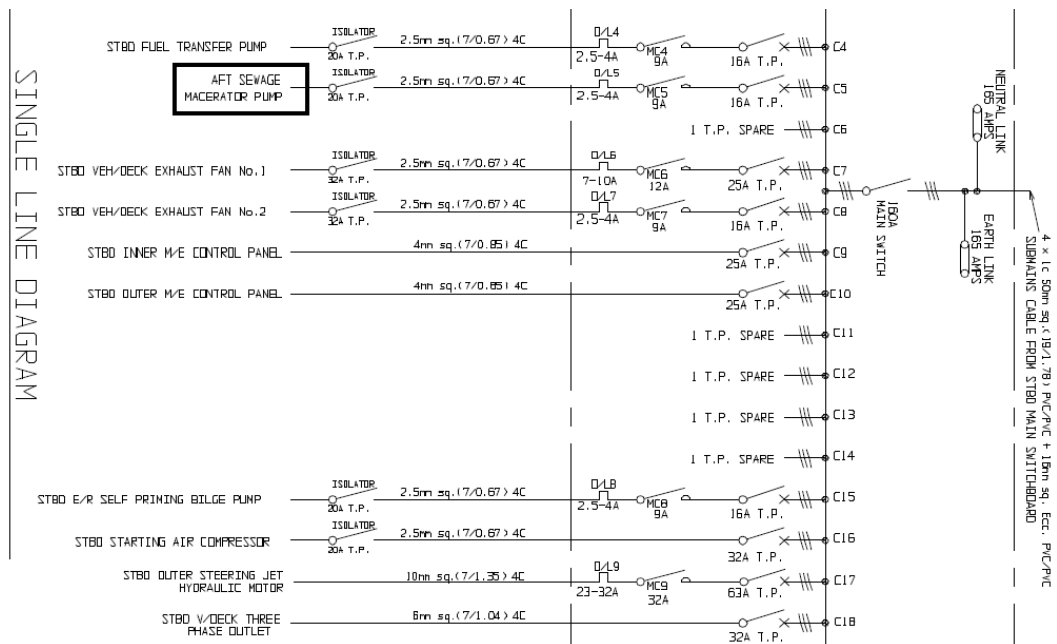 SINGLE LINE DIAGRAM
STBD FUEL TRANSFER PUMP ISOLATOR 20A T.P. 2.5mm sq.(7/0.67) 4C O/L4 2.5-4A MC4 9A 16A T.P. C4
AFT SEWAGE
MACERATOR PUMP ISOLATOR 20A T.P. 2.5mm sq.(7/0.67) 4C O/L5 2.5-4A MC5 9A 16A T.P. C5
1 T.P. SPARE C6
STBD VEH/DECK EXHAUST FAN No.1 ISOLATOR 32A T.P. 2.5mm sq.(7/0.67) 4C O/L6 7-10A MC6 12A 25A T.P. C7
STBD VEH/DECK EXHAUST FAN No.2 ISOLATOR 32A T.P. 2.5mm sq.(7/0.67) 4C O/L7 2.5-4A MC7 9A 16A T.P. C8
STBD INNER M/E CONTROL PANEL 4mm sq.(7/0.85) 4C 25A T.P. C9
STBD OUTER M/E CONTROL PANEL 4mm sq.(7/0.85) 4C 25A T.P. C10
1 T.P. SPARE C11
1 T.P. SPARE C12
1 T.P. SPARE C13
1 T.P. SPARE C14
STBD E/R SELF PRIMING BILGE PUMP ISOLATOR 20A T.P. 2.5mm sq.(7/0.67) 4C O/L8 2.5-4A MC8 9A 16A T.P. C15
STBD STARTING AIR COMPRESSOR ISOLATOR 20A T.P. 2.5mm sq.(7/0.67) 4C 32A T.P. C16
STBD OUTER STEERING JET
HYDRAULIC MOTOR 10mm sq.(7/1.35) 4C O/L9 23-32A MC9 32A 63A T.P. C17
STBD V/DECK THREE
PHASE OUTLET 6mm sq.(7/1.04) 4C 32A T.P. C18
160A
MAIN SWITCH
NEUTRAL LINK
165 AMPS
EARTH LINK
165 AMPS
4 x 1c 50mm sq.(19/1.78) PVC/PVC + 16mm sq. Ecc. PVC/PVC
SUBMAINS CABLE FROM STBD MAIN SWITCHBOARD